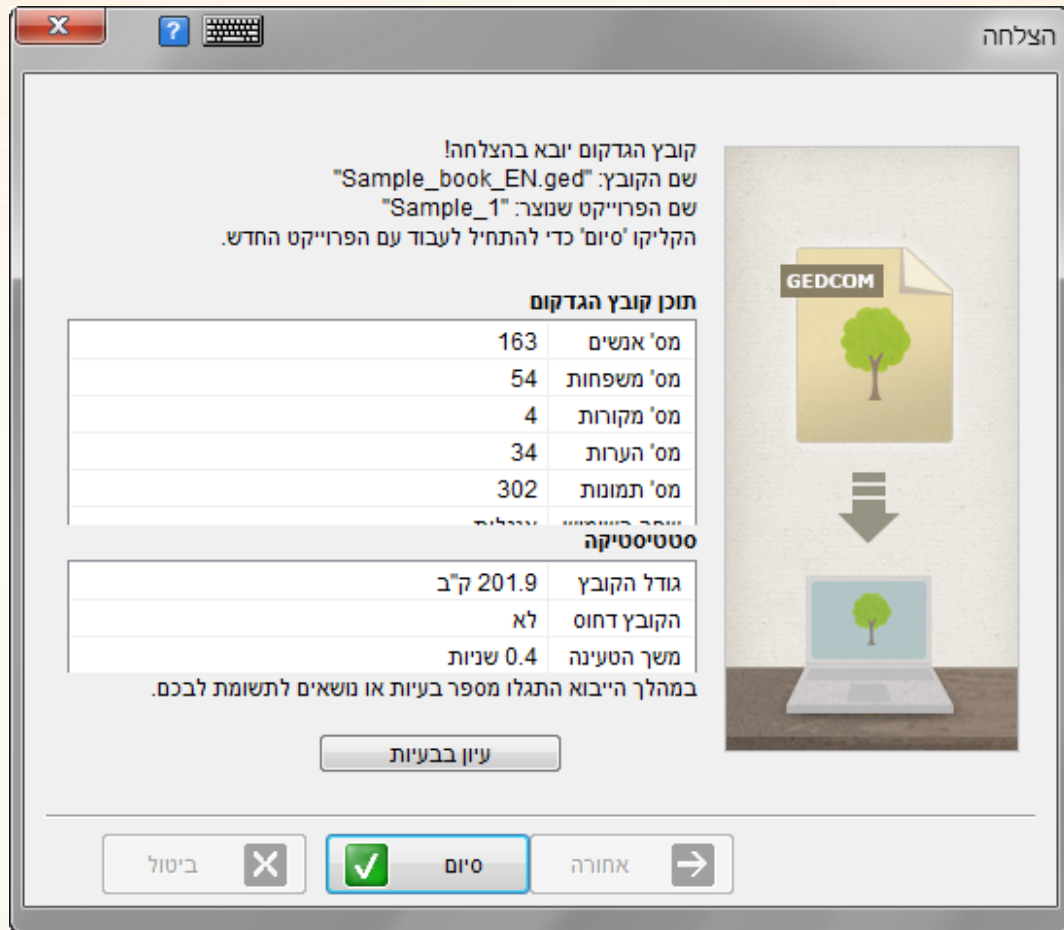 הצלחה
קובץ הגדקום יובא בהצלחה!
שם הקובץ: "Sample_book_EN.ged"
שם הפרוייקט שנוצר: "Sample_1"
הקליקו 'סיום' כדי להתחיל לעבוד עם הפרוייקט החדש.
GEDCOM
תוכן קובץ הגדקום
מס' אנשים 163
מס' משפחות 54
מס' מקורות 4
מס' הערות 34
מס' תמונות 302
סטטיסטיקה
גודל הקובץ 201.9 ק"ב
הקובץ דחוס לא
משך הטעינה 0.4 שניות
במהלך הייבוא התגלו מספר בעיות או נושאים לתשומת לבכם.
עיון בבעיות
אחורה
סיום
ביטול